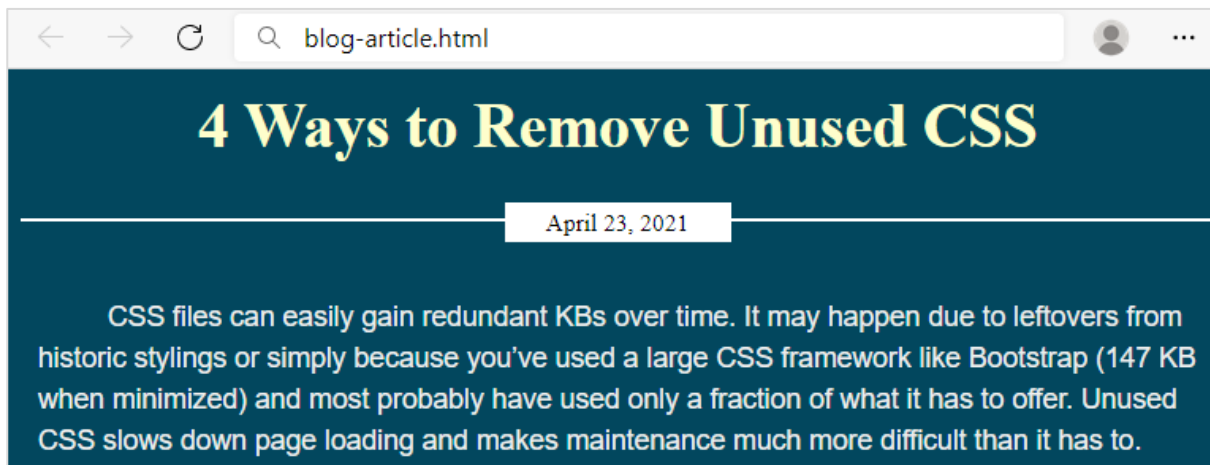 blog-article.html
4 Ways to Remove Unused CSS
April 23, 2021
CSS files can easily gain redundant KBs over time. It may happen due to leftovers from
historic stylings or simply because you’ve used a large CSS framework like Bootstrap (147 KB
when minimized) and most probably have used only a fraction of what it has to offer. Unused
CSS slows down page loading and makes maintenance much more difficult than it has to.